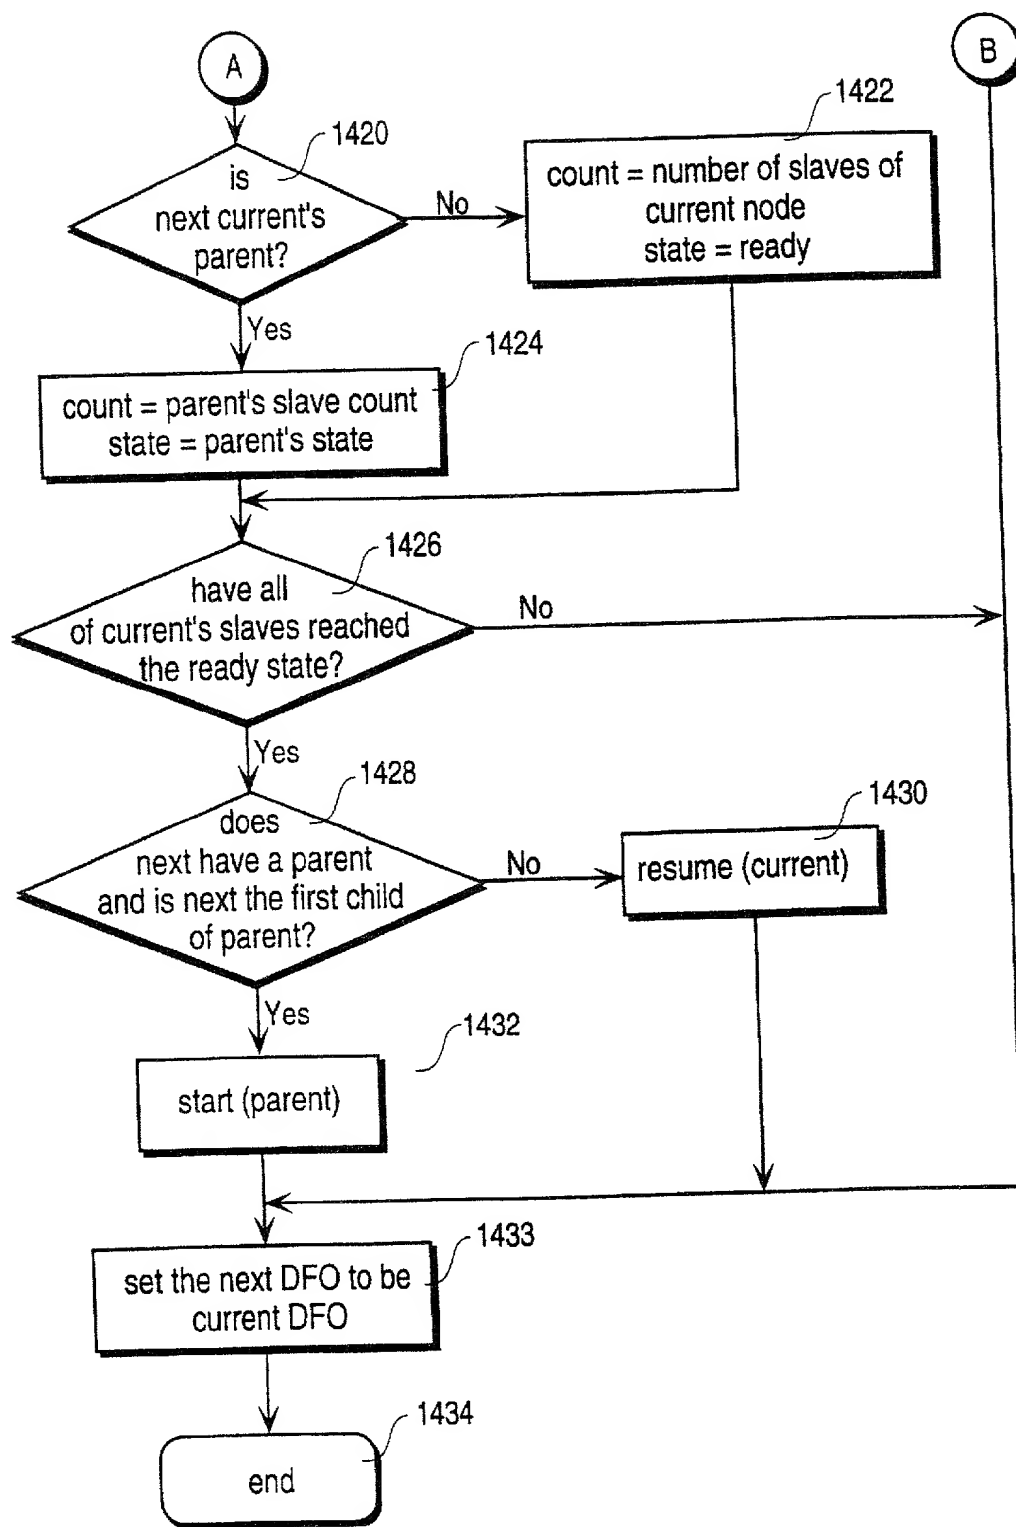 A
B
1420
1422
is
next current's
parent?
No
count = number of slaves of
current node
state = ready
Yes
1424
count = parent's slave count
state = parent's state
1426
have all
of current's slaves reached
the ready state?
No
Yes
1428
does
next have a parent
and is next the first child
of parent?
No
1430
resume (current)
Yes
1432
start (parent)
1433
set the next DFO to be
current DFO
1434
end